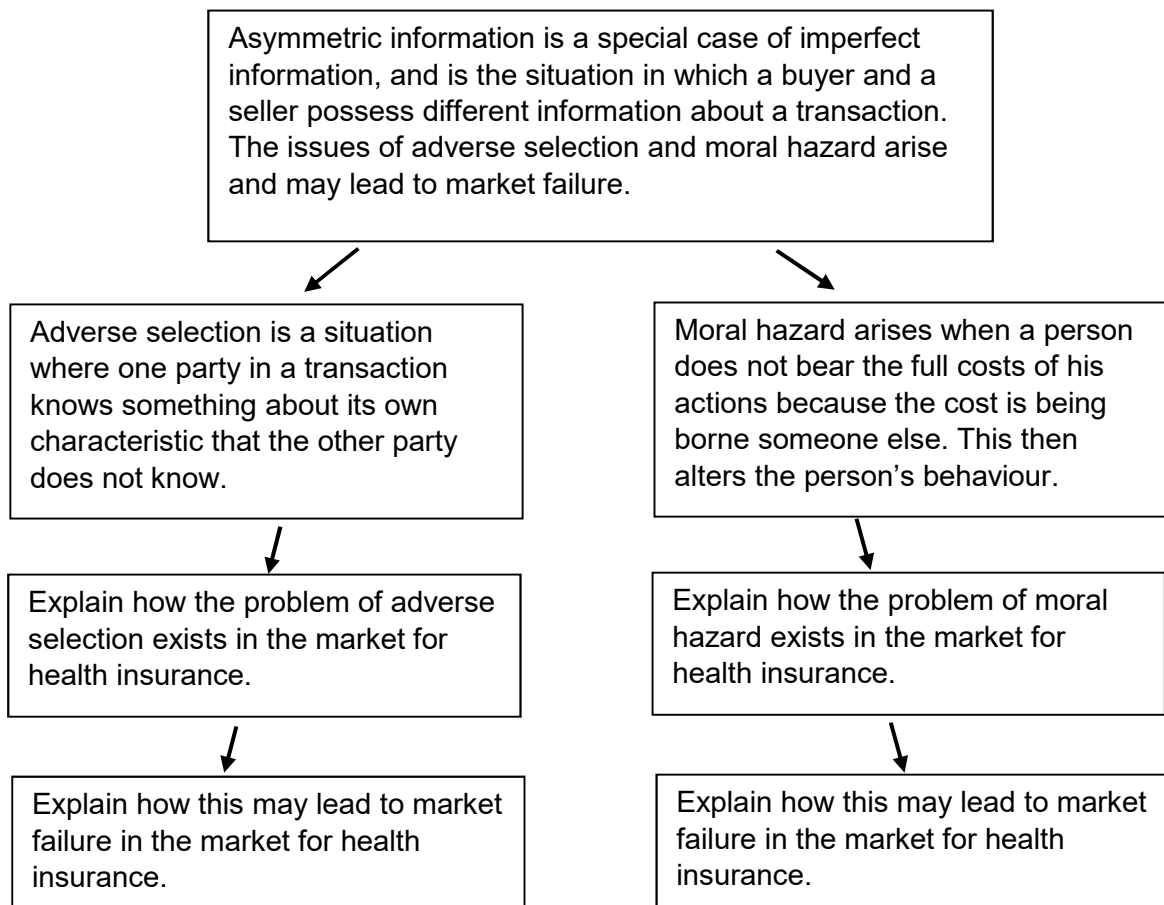 Asymmetric information is a special case of imperfect
information, and is the situation in which a buyer and a
seller possess different information about a transaction.
The issues of adverse selection and moral hazard arise
and may lead to market failure.
Adverse selection is a situation
where one party in a transaction
knows something about its own
characteristic that the other party
does not know.
Moral hazard arises when a person
does not bear the full costs of his
actions because the cost is being
borne someone else. This then
alters the person’s behaviour.
Explain how the problem of adverse
selection exists in the market for
health insurance.
Explain how the problem of moral
hazard exists in the market for
health insurance.
Explain how this may lead to market
failure in the market for health
insurance.
Explain how this may lead to market
failure in the market for health
insurance.